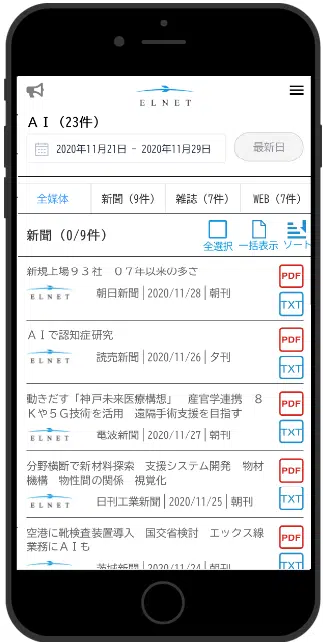 ELNET
ＡＩ（23件）
2020年11月21日 - 2020年11月29日
最新日
全媒体
新聞（9件）
雑誌（7件）
WEB（7件）
新聞（0/9件）
全選択
一括表示
ソート
新規上場９３社　０７年以来の多さ
PDF
ELNET
朝日新聞│2020/11/28│朝刊
TXT
ＡＩで認知症研究
PDF
ELNET
読売新聞│2020/11/26│夕刊
TXT
動きだす「神戸未来医療構想」　産官学連携　８
Ｋや５Ｇ技術を活用　遠隔手術支援を目指す
PDF
ELNET
電波新聞│2020/11/27│朝刊
TXT
分野横断で新材料探索　支援システム開発　物材
機構　物性間の関係　視覚化
PDF
ELNET
日刊工業新聞│2020/11/25│朝刊
TXT
空港に靴検査装置導入　国交省検討　エックス線
業務にＡＩも
PDF
茨城新聞│2020/11/24│朝刊
TXT